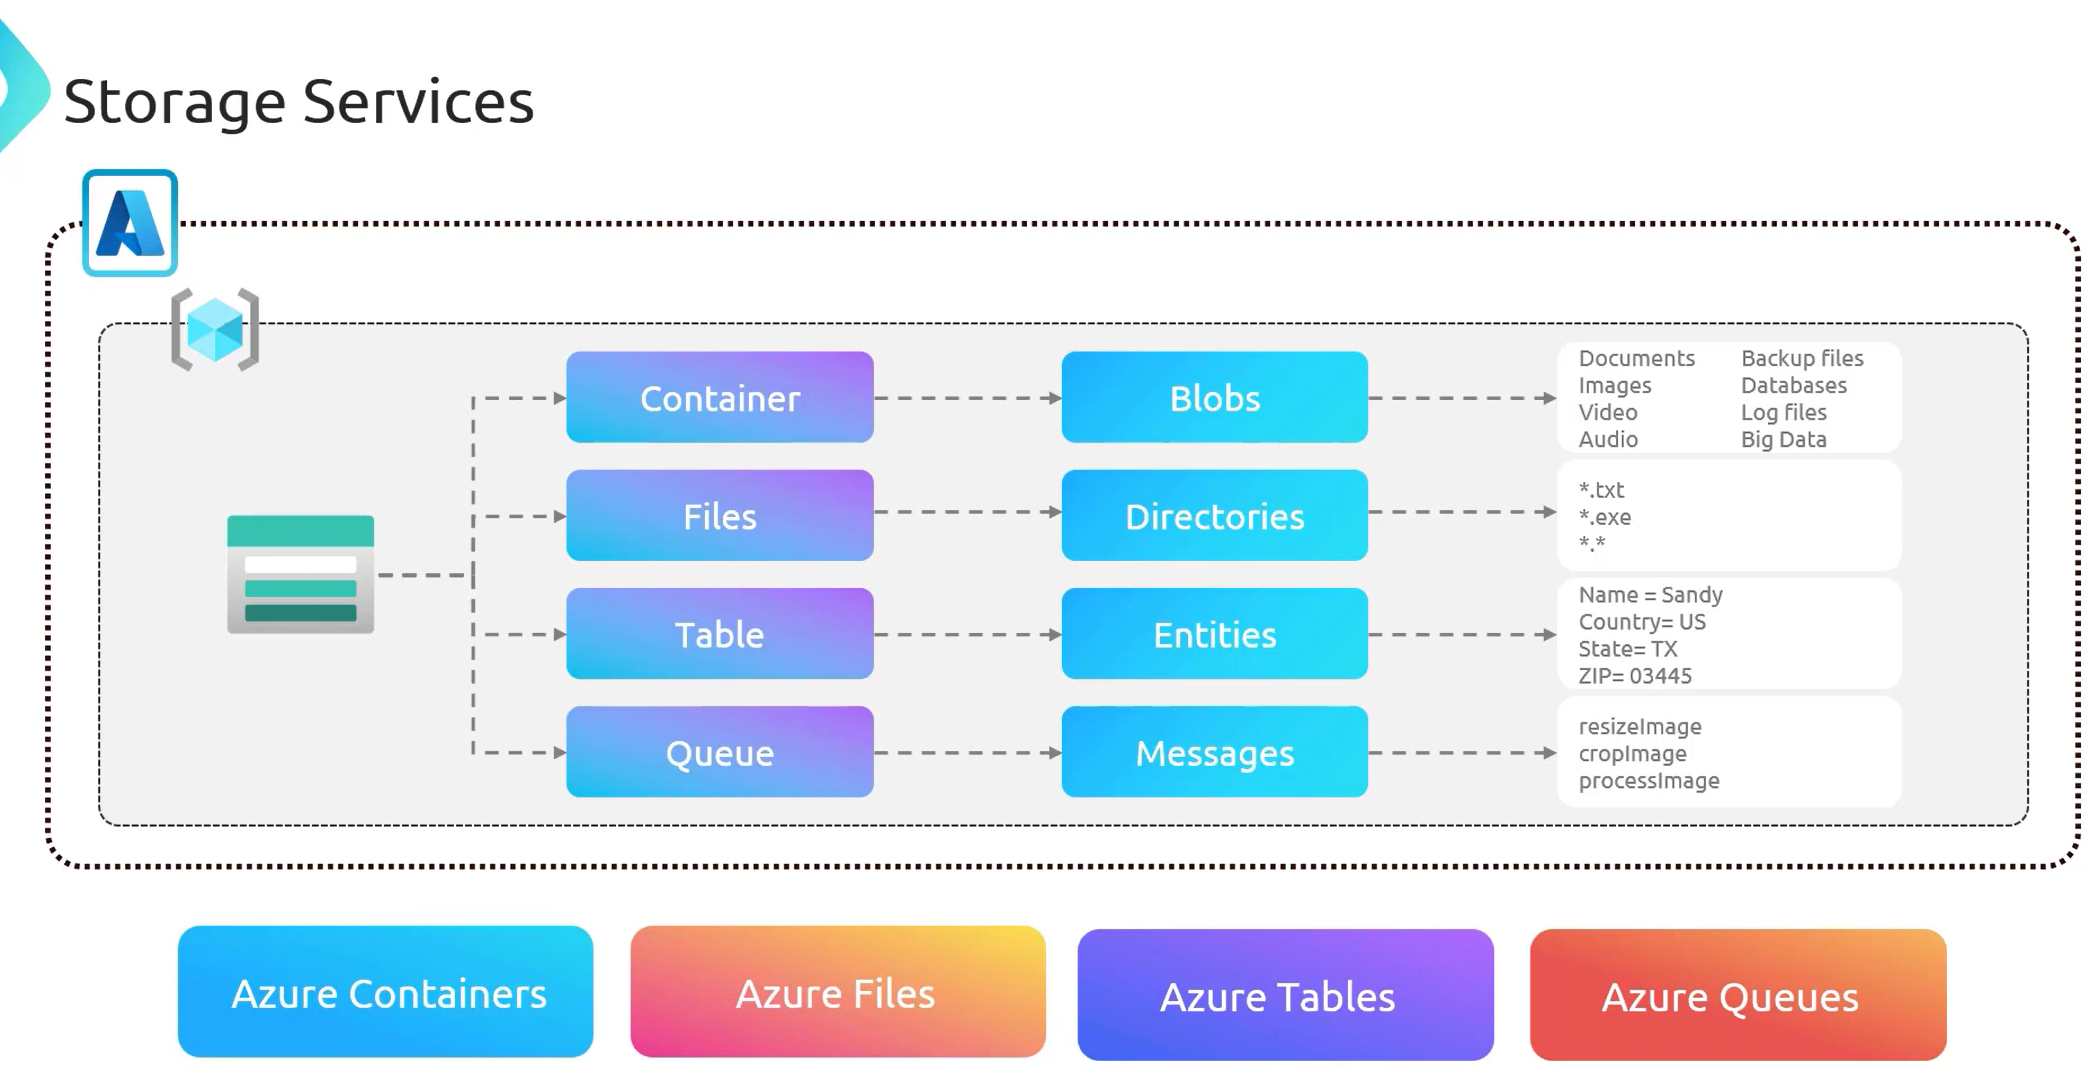 Storage Services
Container
Blobs
Documents
Images
Video
Audio
Backup files
Databases
Log files
Big Data
Files
Directories
*.txt
*.exe
*.*
Table
Entities
Name = Sandy
Country= US
State= TX
ZIP= 03445
Queue
Messages
resizeImage
cropImage
processImage
Azure Containers
Azure Files
Azure Tables
Azure Queues